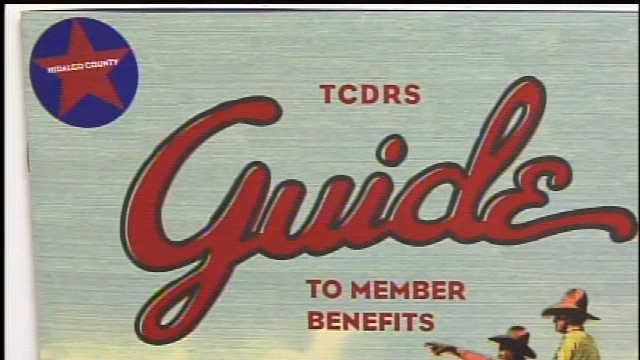 HIDALGO COUNTY
TCDRS
Guide
TO MEMBER
BENEFITS